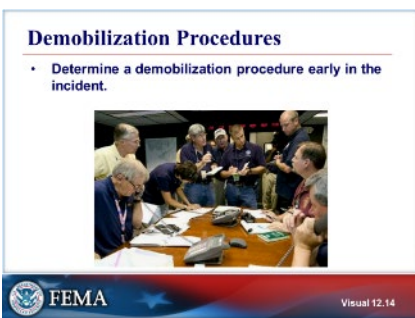 Demobilization Procedures
• Determine a demobilization procedure early in the
incident.
FEMA
Visual 12.14